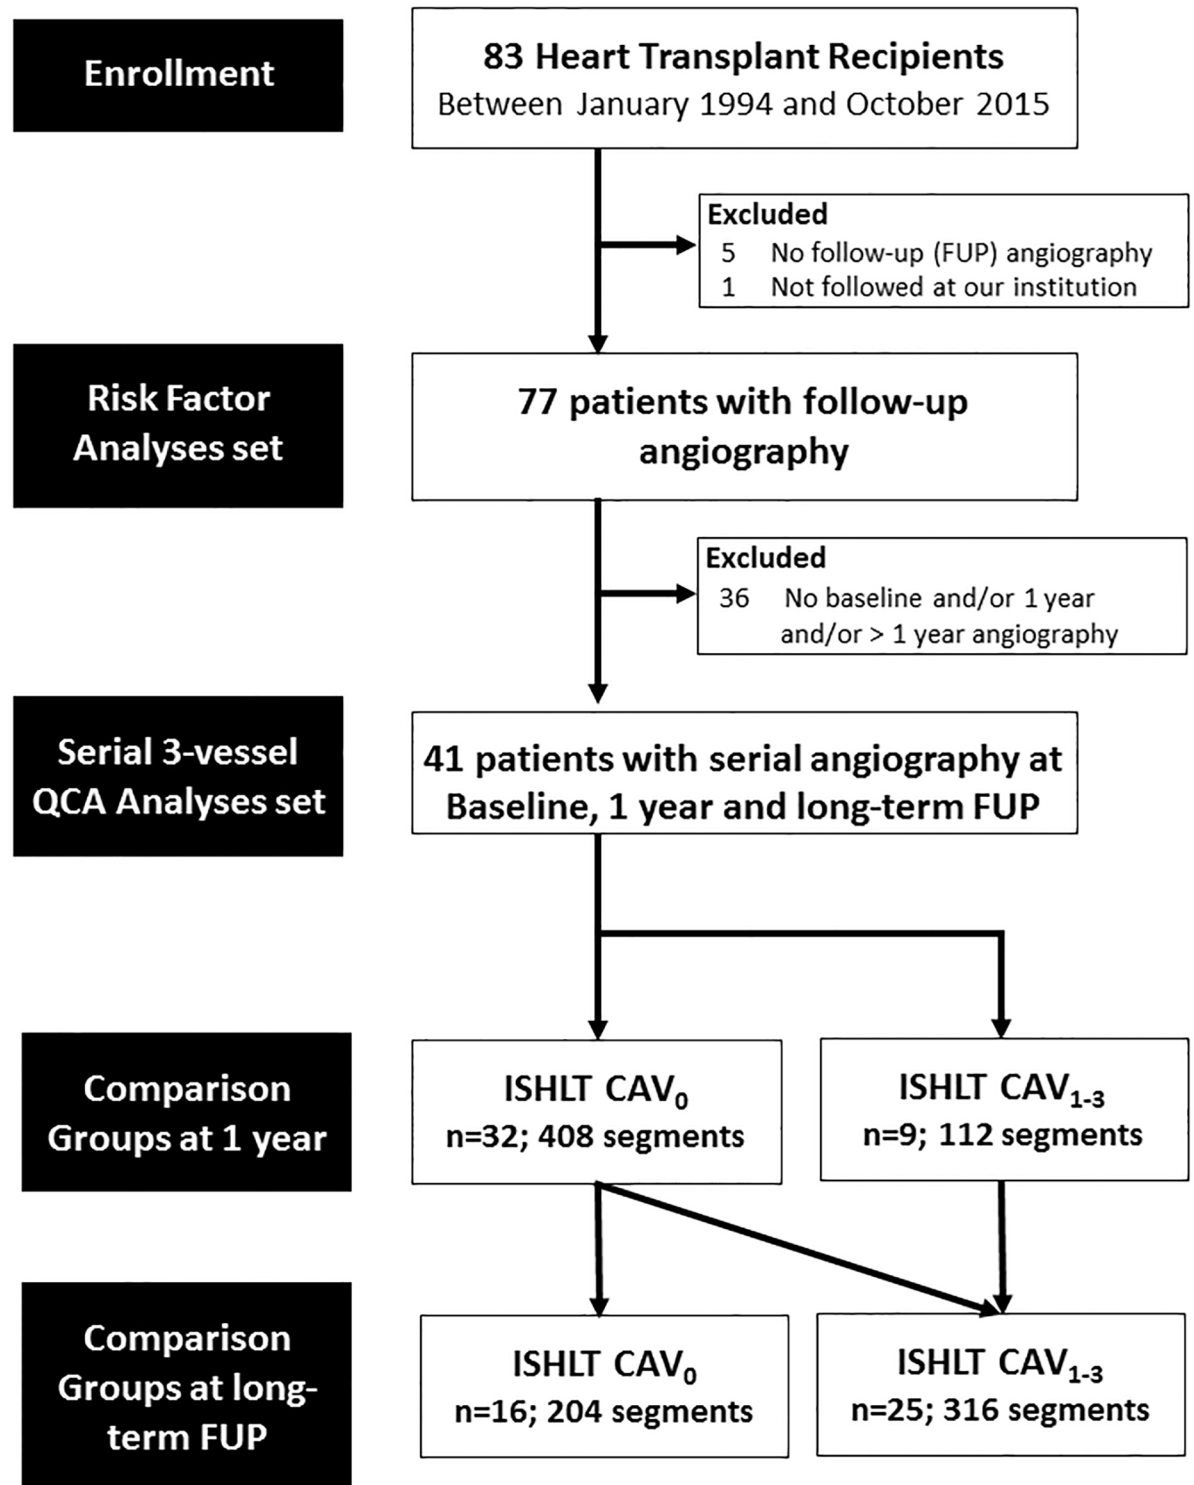 Enrollment
83 Heart Transplant Recipients
Between January 1994 and October 2015
Excluded
5 No follow-up (FUP) angiography
1 Not followed at our institution
Risk Factor
Analyses set
77 patients with follow-up
angiography
Excluded
36 No baseline and/or 1 year
and/or > 1 year angiography
Serial 3-vessel
QCA Analyses set
41 patients with serial angiography at
Baseline, 1 year and long-term FUP
Comparison
Groups at 1 year
ISHLT CAV₀
n=32; 408 segments
ISHLT CAV₁₋₃
n=9; 112 segments
Comparison
Groups at long-
term FUP
ISHLT CAV₀
n=16; 204 segments
ISHLT CAV₁₋₃
n=25; 316 segments